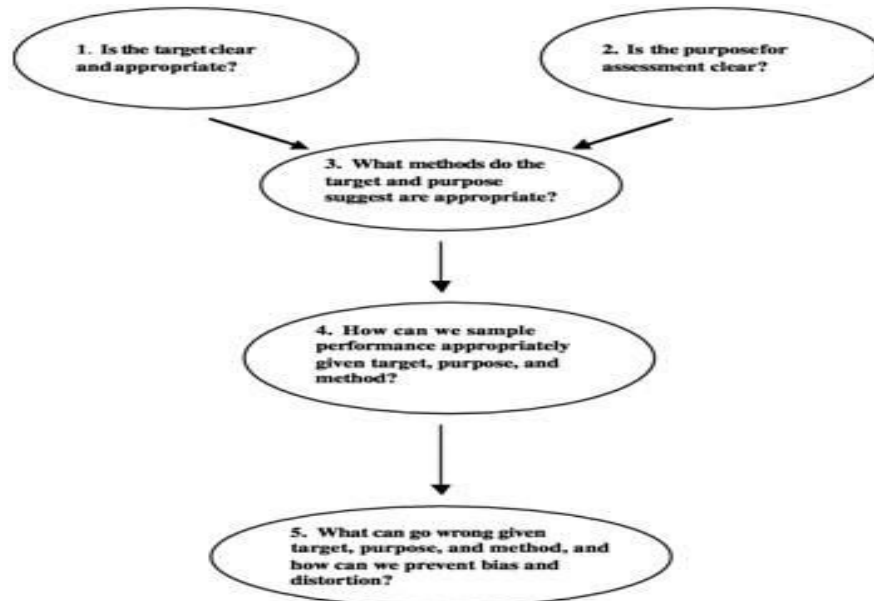 1. Is the target clear
and appropriate?
2. Is the purpose for
assessment clear?
3. What methods do the
target and purpose
suggest are appropriate?
4. How can we sample
performance appropriately
given target, purpose, and
method?
5. What can go wrong given
target, purpose, and method, and
how can we prevent bias and
distortion?